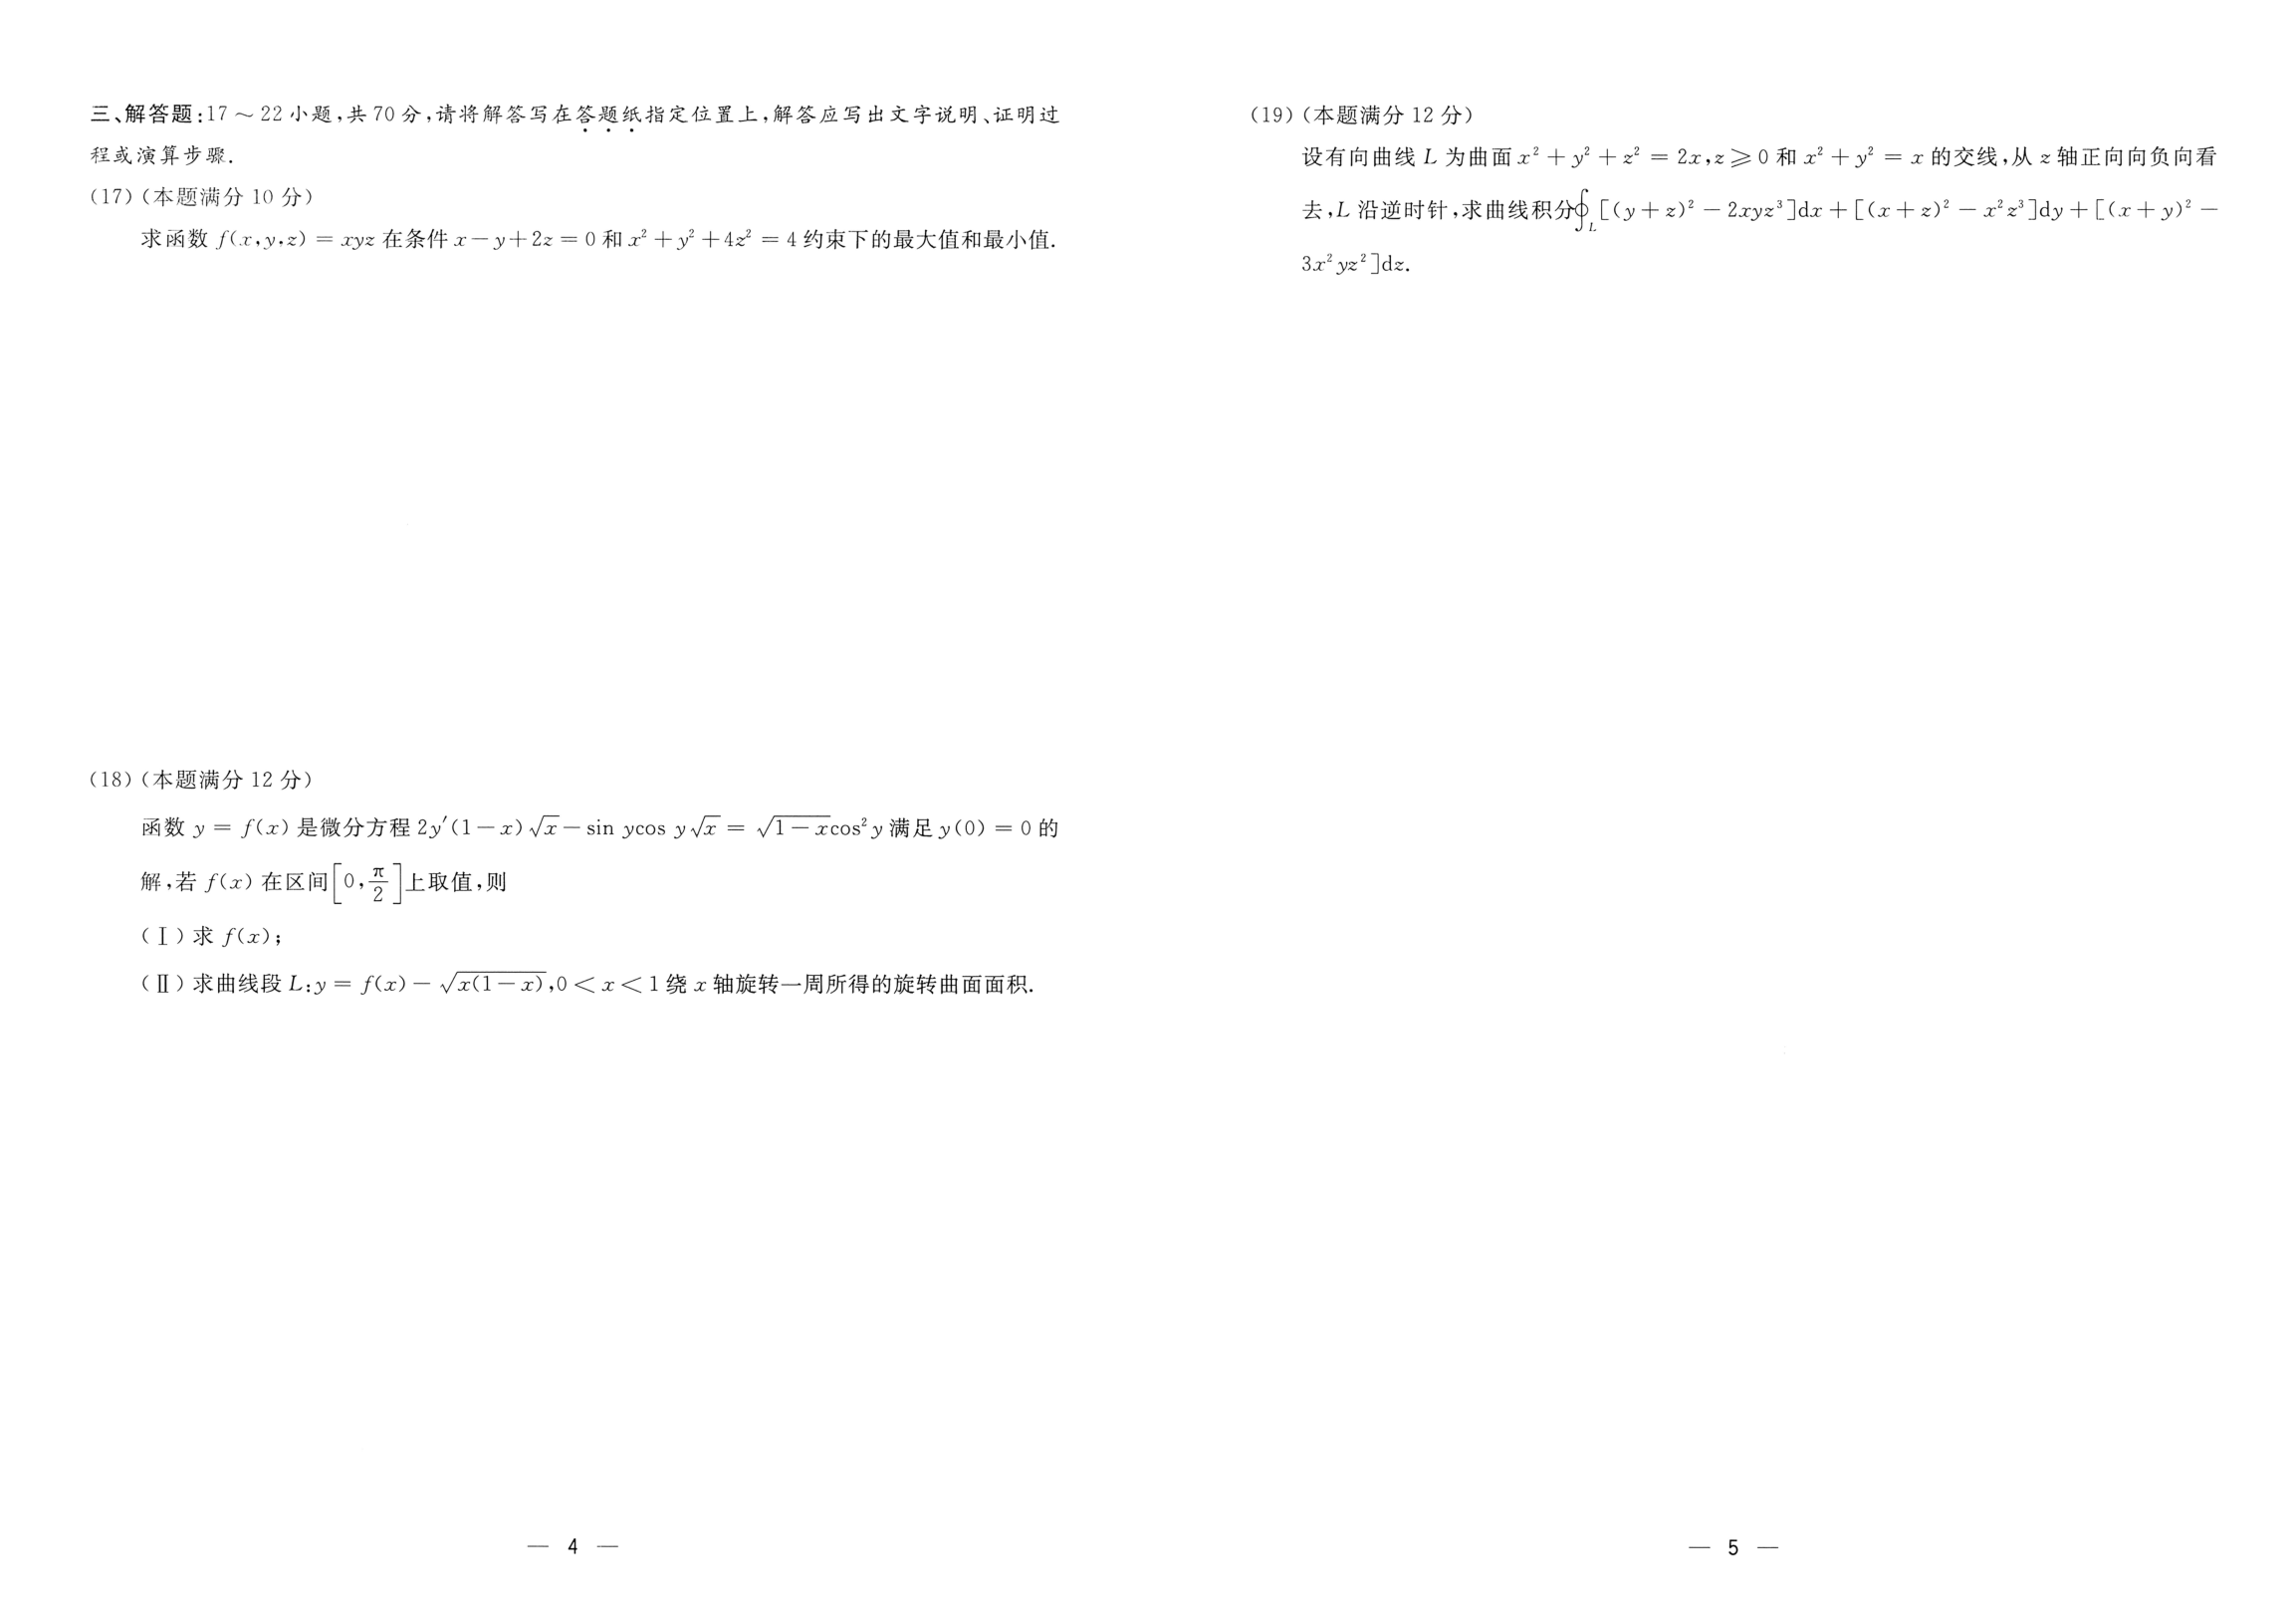 三、解答题:17～22小题,共70分,请将解答写在答题纸指定位置上,解答应写出文字说明、证明过
程或演算步骤.
(17)(本题满分 10 分)
求函数 f(x,y,z) = xyz 在条件 x－y＋2z = 0 和 x² + y² + 4z² = 4 约束下的最大值和最小值.
(18)(本题满分 12 分)
函数 y = f(x) 是微分方程 2y′(1－x)√x － sin ycos y√x = √(1－x)cos²y 满足 y(0) = 0 的
解,若 f(x) 在区间[0, π/2]上取值,则
(Ⅰ) 求 f(x);
(Ⅱ) 求曲线段 L:y = f(x) － √(x(1－x)),0 < x < 1 绕 x 轴旋转一周所得的旋转曲面面积.
— 4 —
(19)(本题满分 12 分)
设有向曲线 L 为曲面 x² + y² + z² = 2x,z ⩾ 0 和 x² + y² = x 的交线,从 z 轴正向向负向看
去,L 沿逆时针,求曲线积分∮_L [(y + z)² － 2xyz³]dx + [(x + z)² － x²z³]dy + [(x + y)² －
3x²yz²]dz.
— 5 —